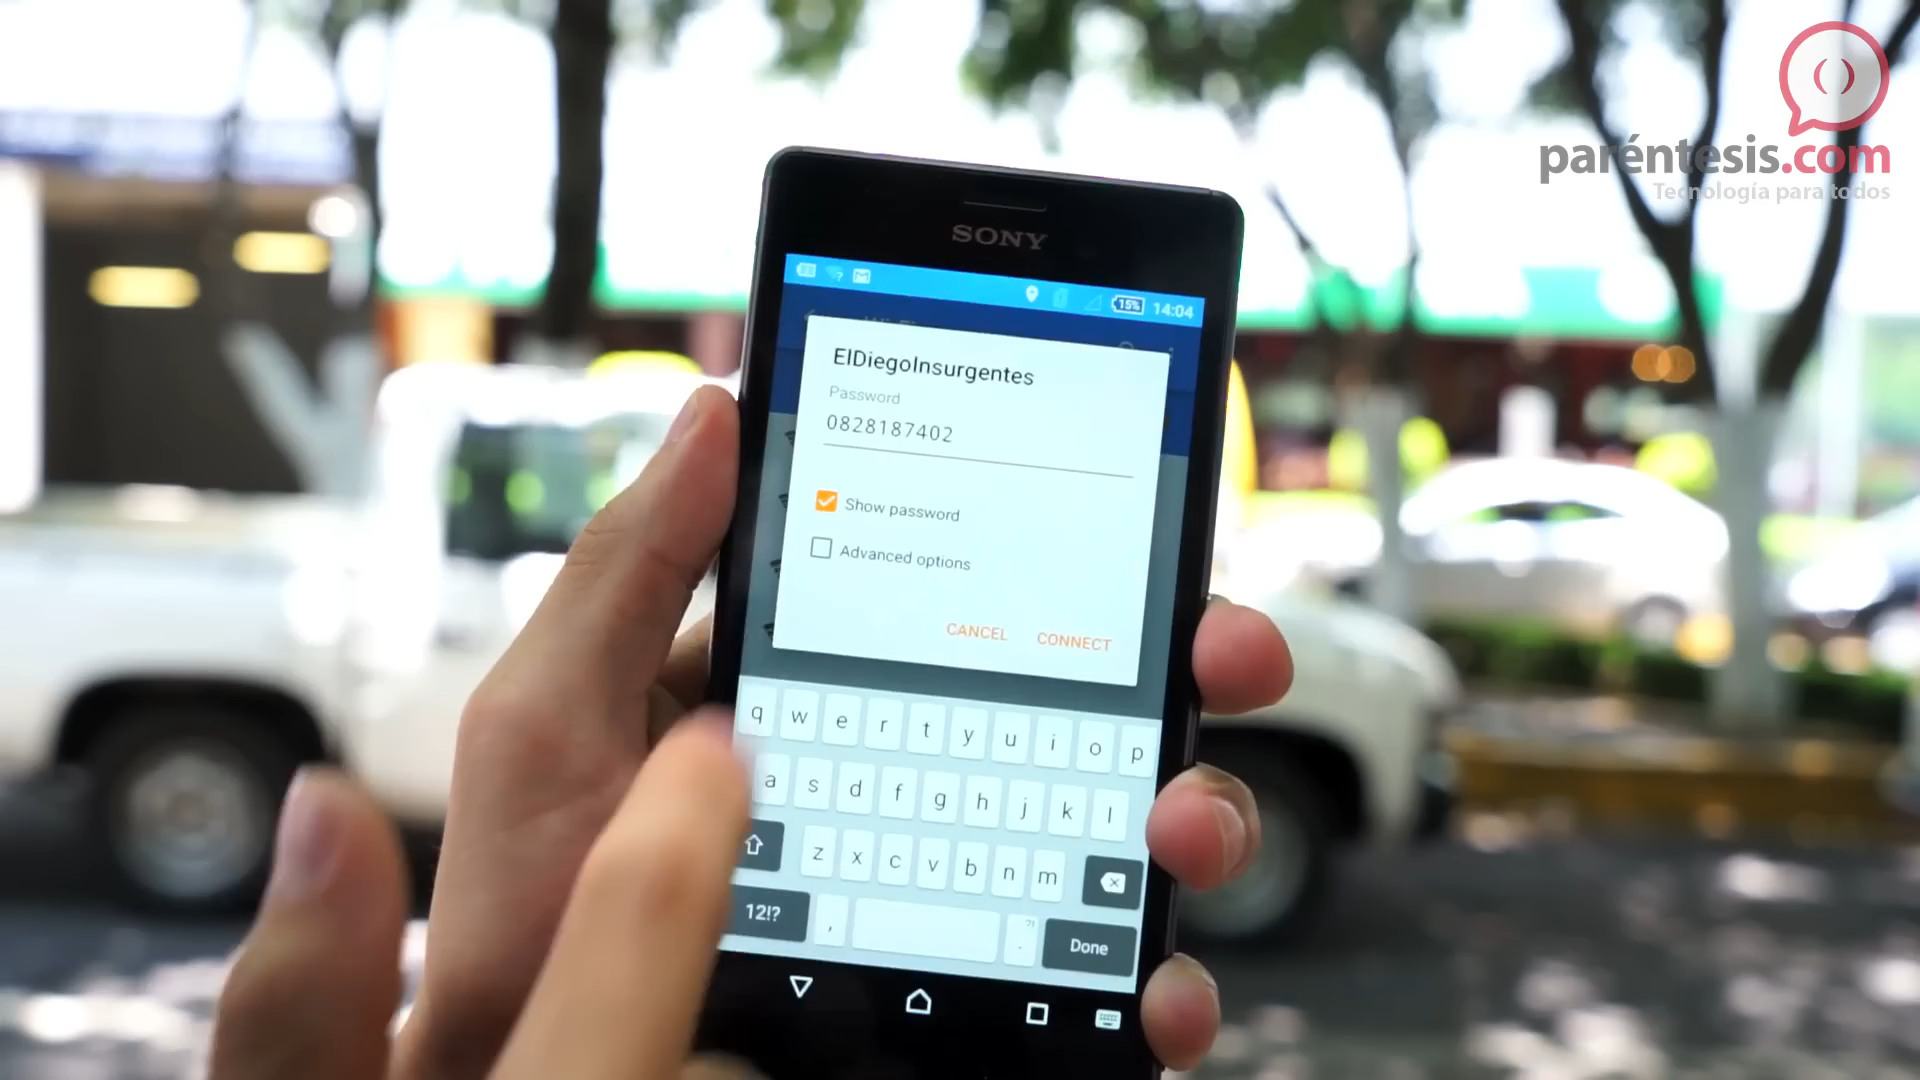 paréntesis.com
Tecnología para todos
SONY
15% 14:04
ElDiegoInsurgentes
Password
0828187402
Show password
Advanced options
CANCEL CONNECT
q w e r t y u i o p
a s d f g h j k l
z x c v b n m
12!? , ?! . Done